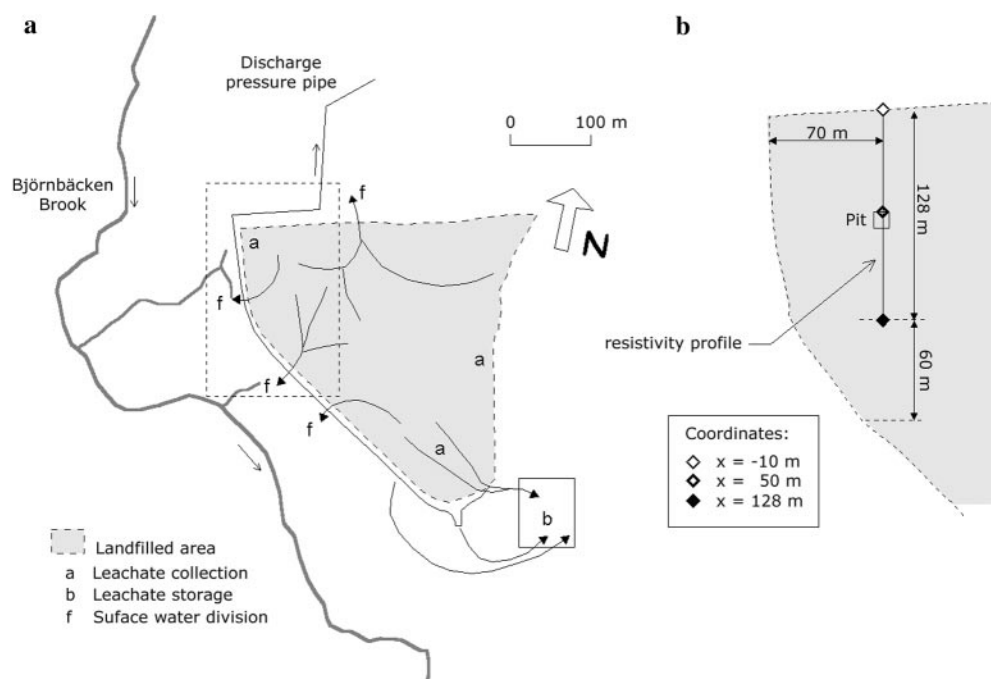 a
Discharge
pressure pipe
0 100 m
Björnbäcken
Brook
f
a
N
f
a
f
f
a
b
Landfilled area
a Leachate collection
b Leachate storage
f Suface water division
b
70 m
128 m
Pit
resistivity profile
60 m
Coordinates:
x = -10 m
x = 50 m
x = 128 m